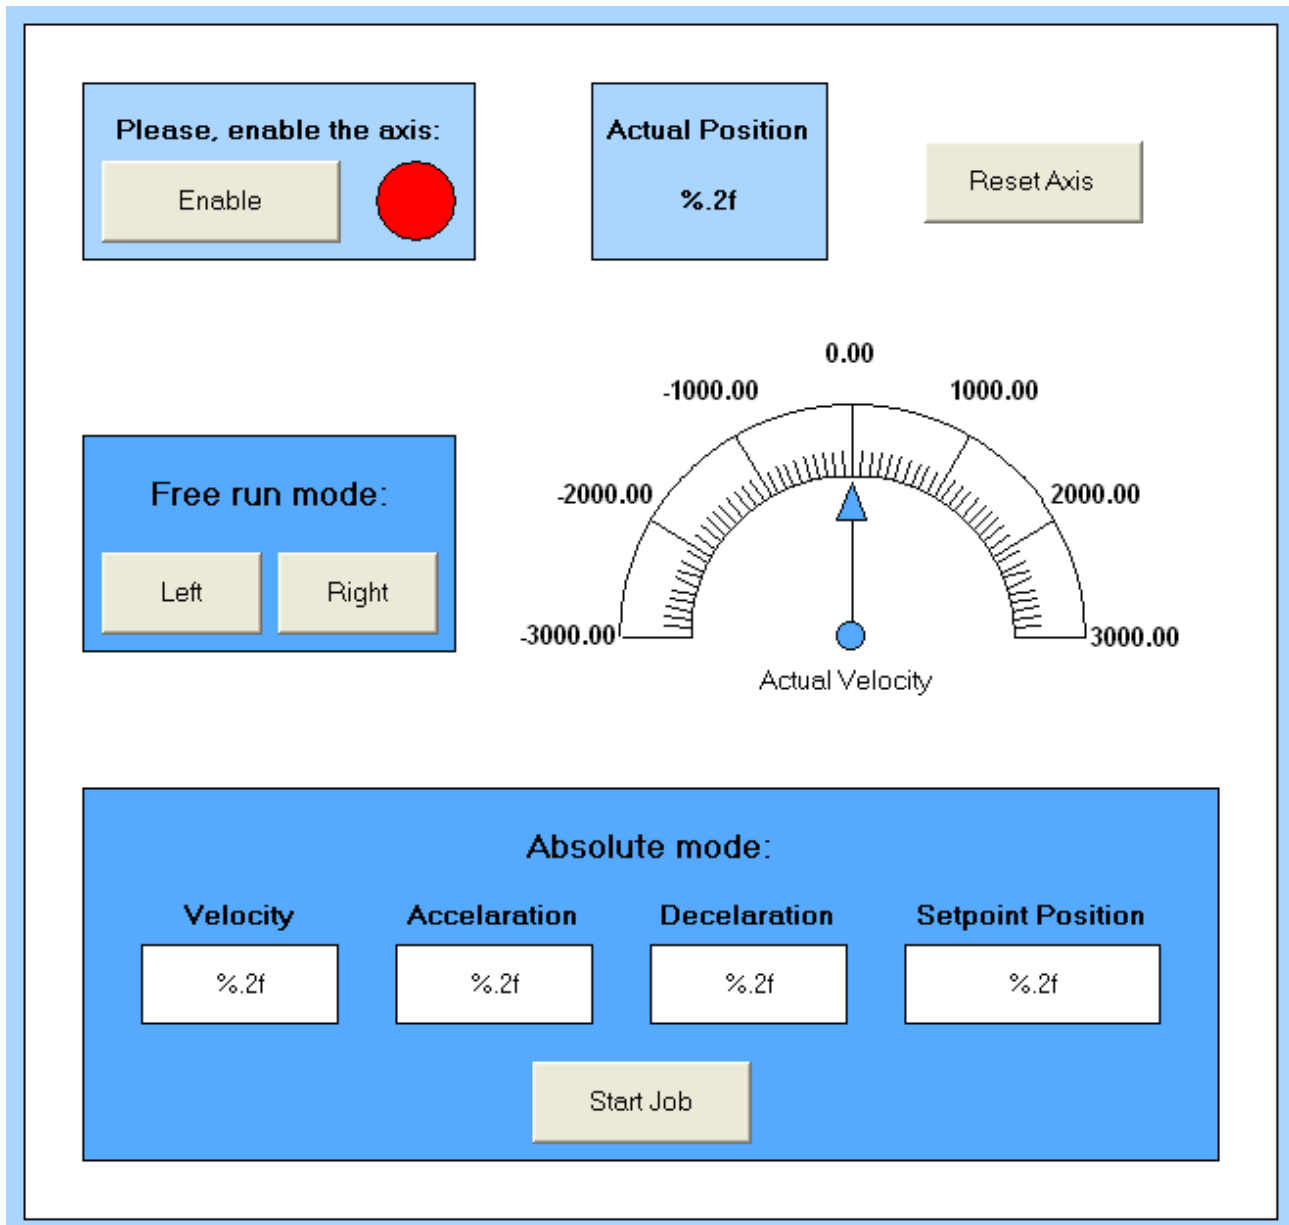 Please, enable the axis:
Enable
Actual Position
%.2f
Reset Axis
0.00
-1000.00
1000.00
-2000.00
2000.00
-3000.00
3000.00
Actual Velocity
Free run mode:
Left
Right
Absolute mode:
Velocity
Accelaration
Decelaration
Setpoint Position
%.2f
%.2f
%.2f
%.2f
Start Job